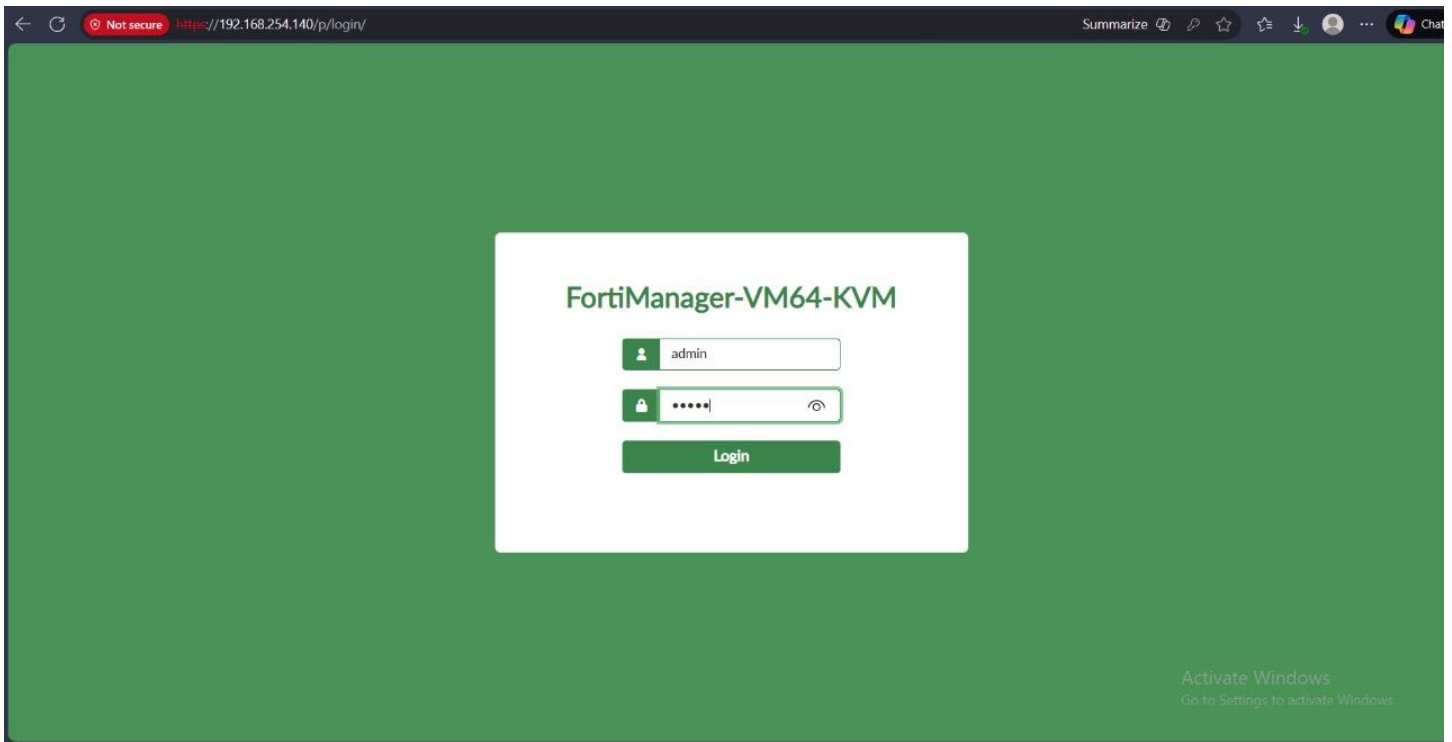 Not secure https://192.168.254.140/p/login/ Summarize Chat
FortiManager-VM64-KVM
admin
Login
Activate Windows
Go to Settings to activate Windows.